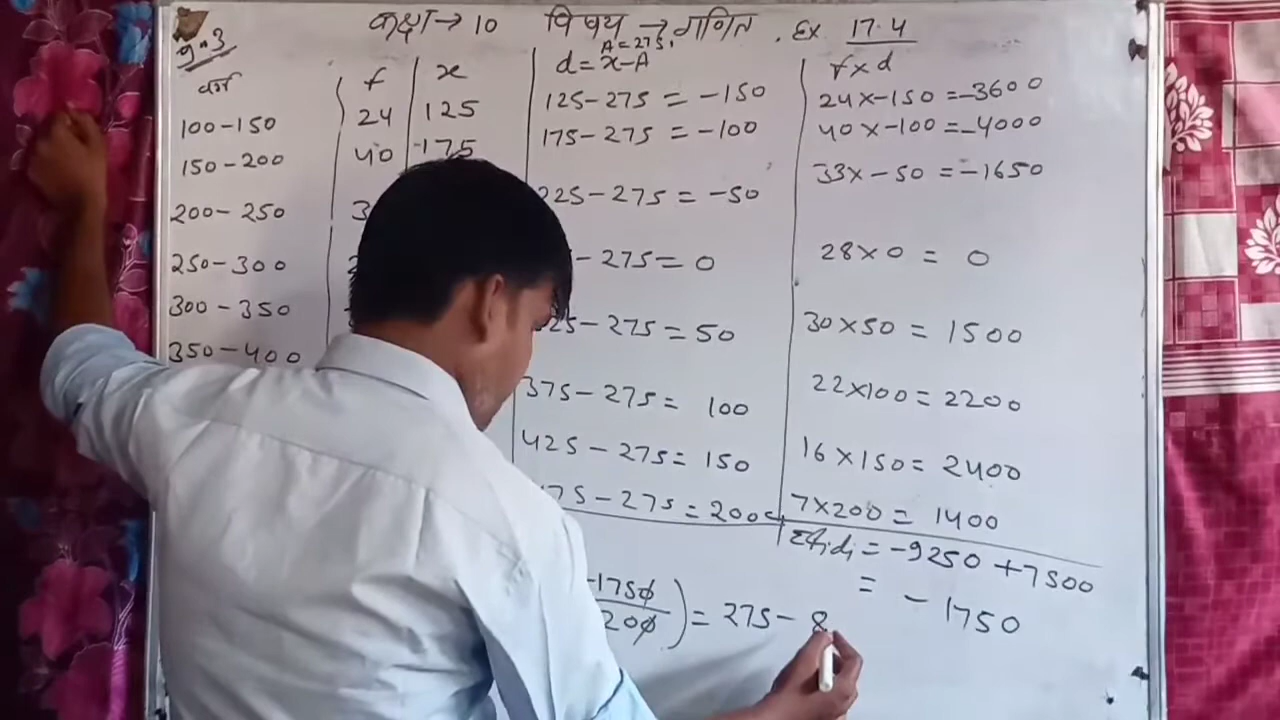 कक्षा→ 10 विषय → गणित . Ex 17.4
प्र०3
A=275,
वर्ग f x d= x-A f x d
100-150 24 125 125-275 = -150 24 x -150 = -3600
150-200 40 175 175-275 = -100 40 x -100 = -4000
200-250 3 225-275 = -50 33 x -50 = -1650
250-300 - 275 = 0 28 x 0 = 0
300-350 25-275 = 50 30 x 50 = 1500
350-400 375-275 = 100 22 x 100 = 2200
425-275 = 150 16 x 150 = 2400
75-275 = 200 7 x 200 = 1400
Σfidi = -9250 + 7500
= -1750
-1750
200 ) = 275 - 8